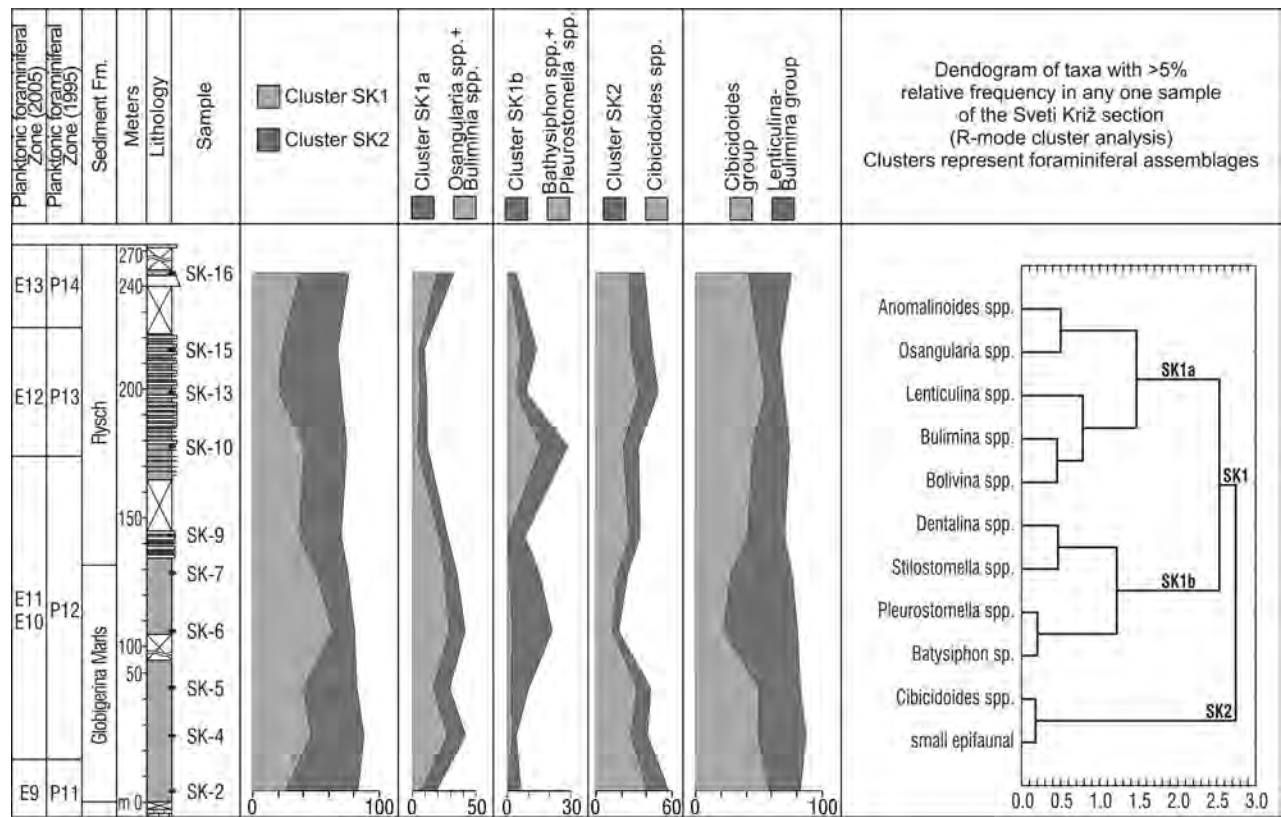 Planktonic foraminiferal
Zone (2005)
Planktonic foraminiferal
Zone (1995)
Sediment Fm.
Meters
Lithology
Sample
Cluster SK1
Cluster SK2
Cluster SK1a
Osangularia spp.+
Buliminia spp.
Cluster SK1b
Bathysiphon spp.+
Pleurostomella spp.
Cluster SK2
Cibicidoides spp.
Cibicidoides
group
Lenticulina-
Bulimina group
Dendogram of taxa with >5%
relative frequency in any one sample
of the Sveti Križ section
(R-mode cluster analysis)
Clusters represent foraminiferal assemblages
E13
P14
E12
P13
E11
E10
P12
E9
P11
Flysch
Globigerina Marls
270
240
200
150
100
50
m 0
SK-16
SK-15
SK-13
SK-10
SK-9
SK-7
SK-6
SK-5
SK-4
SK-2
0 100
0 50
0 30
0 60
0 100
Anomalinoides spp.
Osangularia spp.
Lenticulina spp.
Bulimina spp.
Bolivina spp.
Dentalina spp.
Stilostomella spp.
Pleurostomella spp.
Batysiphon sp.
Cibicidoides spp.
small epifaunal
SK1a
SK1
SK1b
SK2
0.0 0.5 1.0 1.5 2.0 2.5 3.0